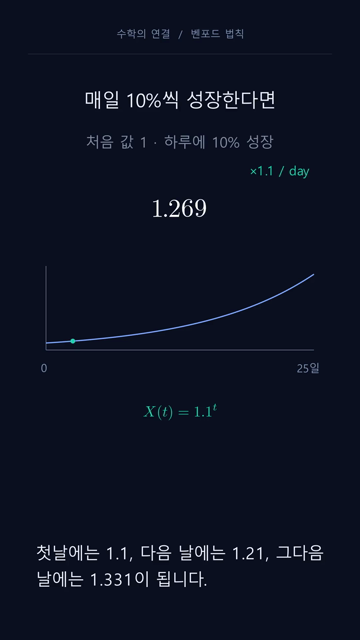 수학의 연결 / 벤포드 법칙
매일 10%씩 성장한다면
처음 값 1 · 하루에 10% 성장
×1.1 / day
1.269
0
25일
X(t) = 1.1^t
첫날에는 1.1, 다음 날에는 1.21, 그다음
날에는 1.331이 됩니다.